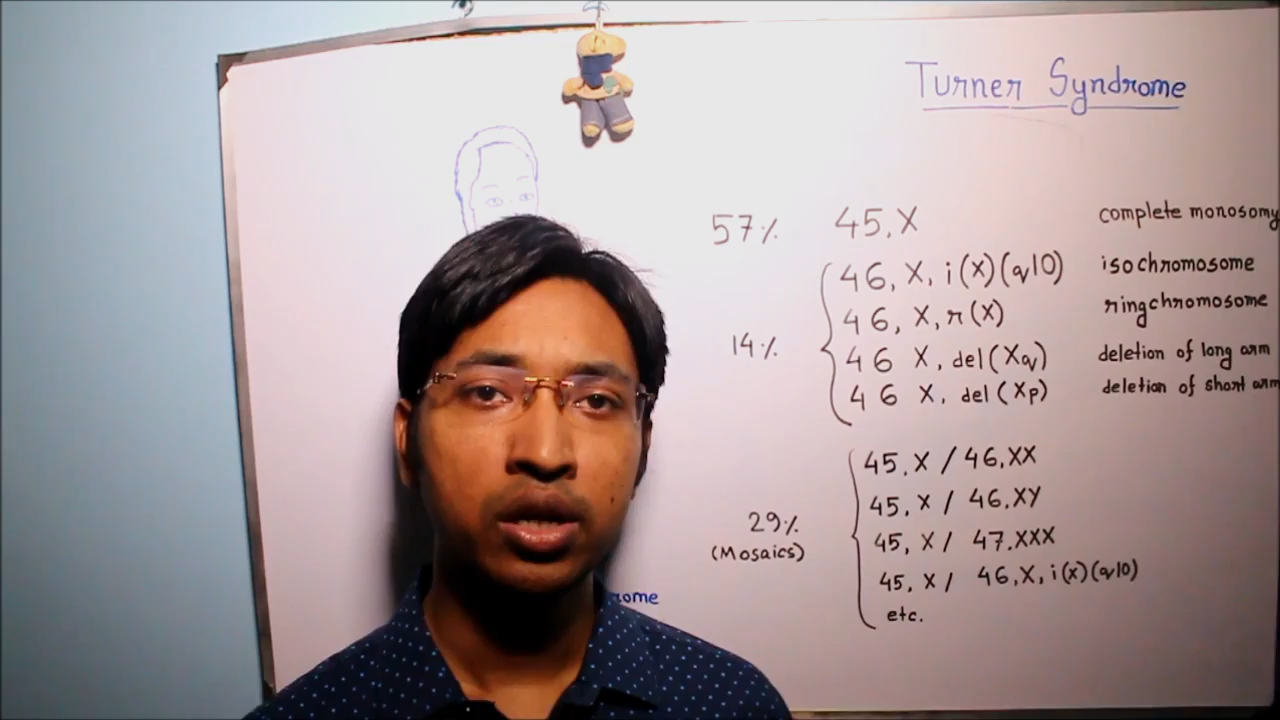 Turner Syndrome
57% 45,X complete monosomy
46, X, i(X)(q10) isochromosome
46, X, r(X) ringchromosome
14%
46 X, del(Xq) deletion of long arm
46 X, del(Xp) deletion of short arm
45,X / 46,XX
45,X / 46,XY
29%
(Mosaics)
45, X / 47,XXX
45, X / 46,X, i(X)(q10)
etc.
rome